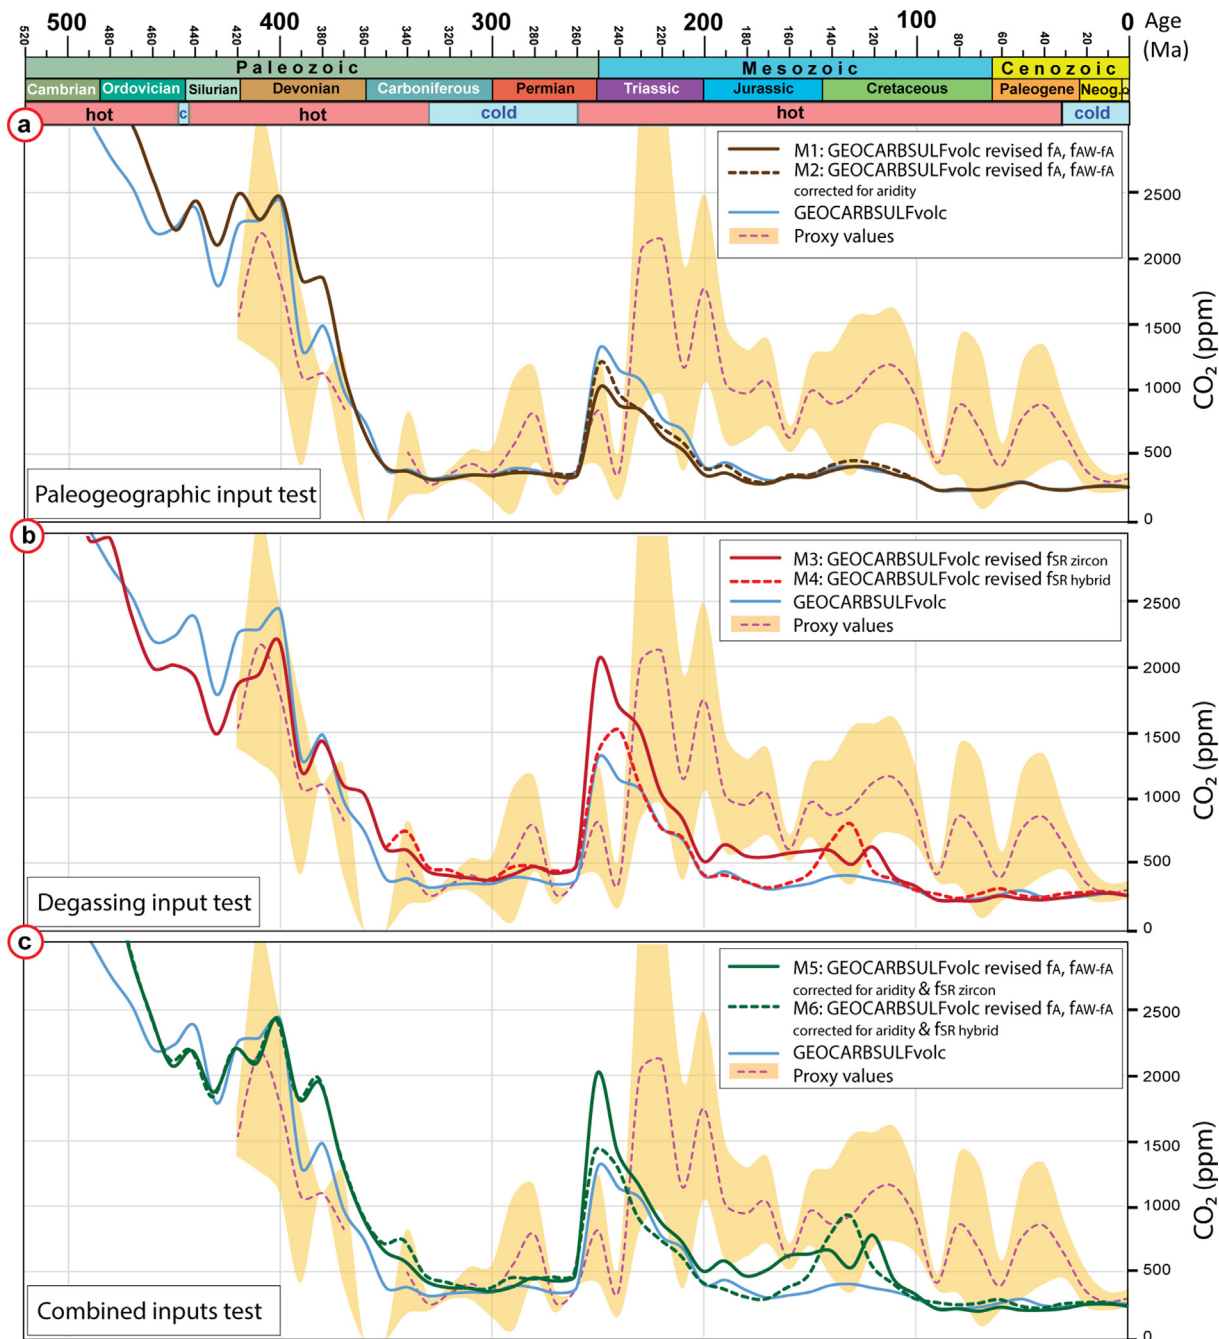 500 400 300 200 100 0 Age
520 480 460 440 420 380 360 340 320 280 260 240 220 180 160 140 120 80 60 40 20 (Ma)
Paleozoic Mesozoic Cenozoic
Cambrian Ordovician Silurian Devonian Carboniferous Permian Triassic Jurassic Cretaceous Paleogene Neog. Q
hot c hot cold hot cold
a
M1: GEOCARBSULFvolc revised fA, fAW-fA
M2: GEOCARBSULFvolc revised fA, fAW-fA
corrected for aridity
GEOCARBSULFvolc
Proxy values
2500
2000
1500
1000
500
0
CO2 (ppm)
Paleogeographic input test
b
M3: GEOCARBSULFvolc revised fSR zircon
M4: GEOCARBSULFvolc revised fSR hybrid
GEOCARBSULFvolc
Proxy values
2500
2000
1500
1000
500
0
CO2 (ppm)
Degassing input test
c
M5: GEOCARBSULFvolc revised fA, fAW-fA
corrected for aridity & fSR zircon
M6: GEOCARBSULFvolc revised fA, fAW-fA
corrected for aridity & fSR hybrid
GEOCARBSULFvolc
Proxy values
2500
2000
1500
1000
500
0
CO2 (ppm)
Combined inputs test